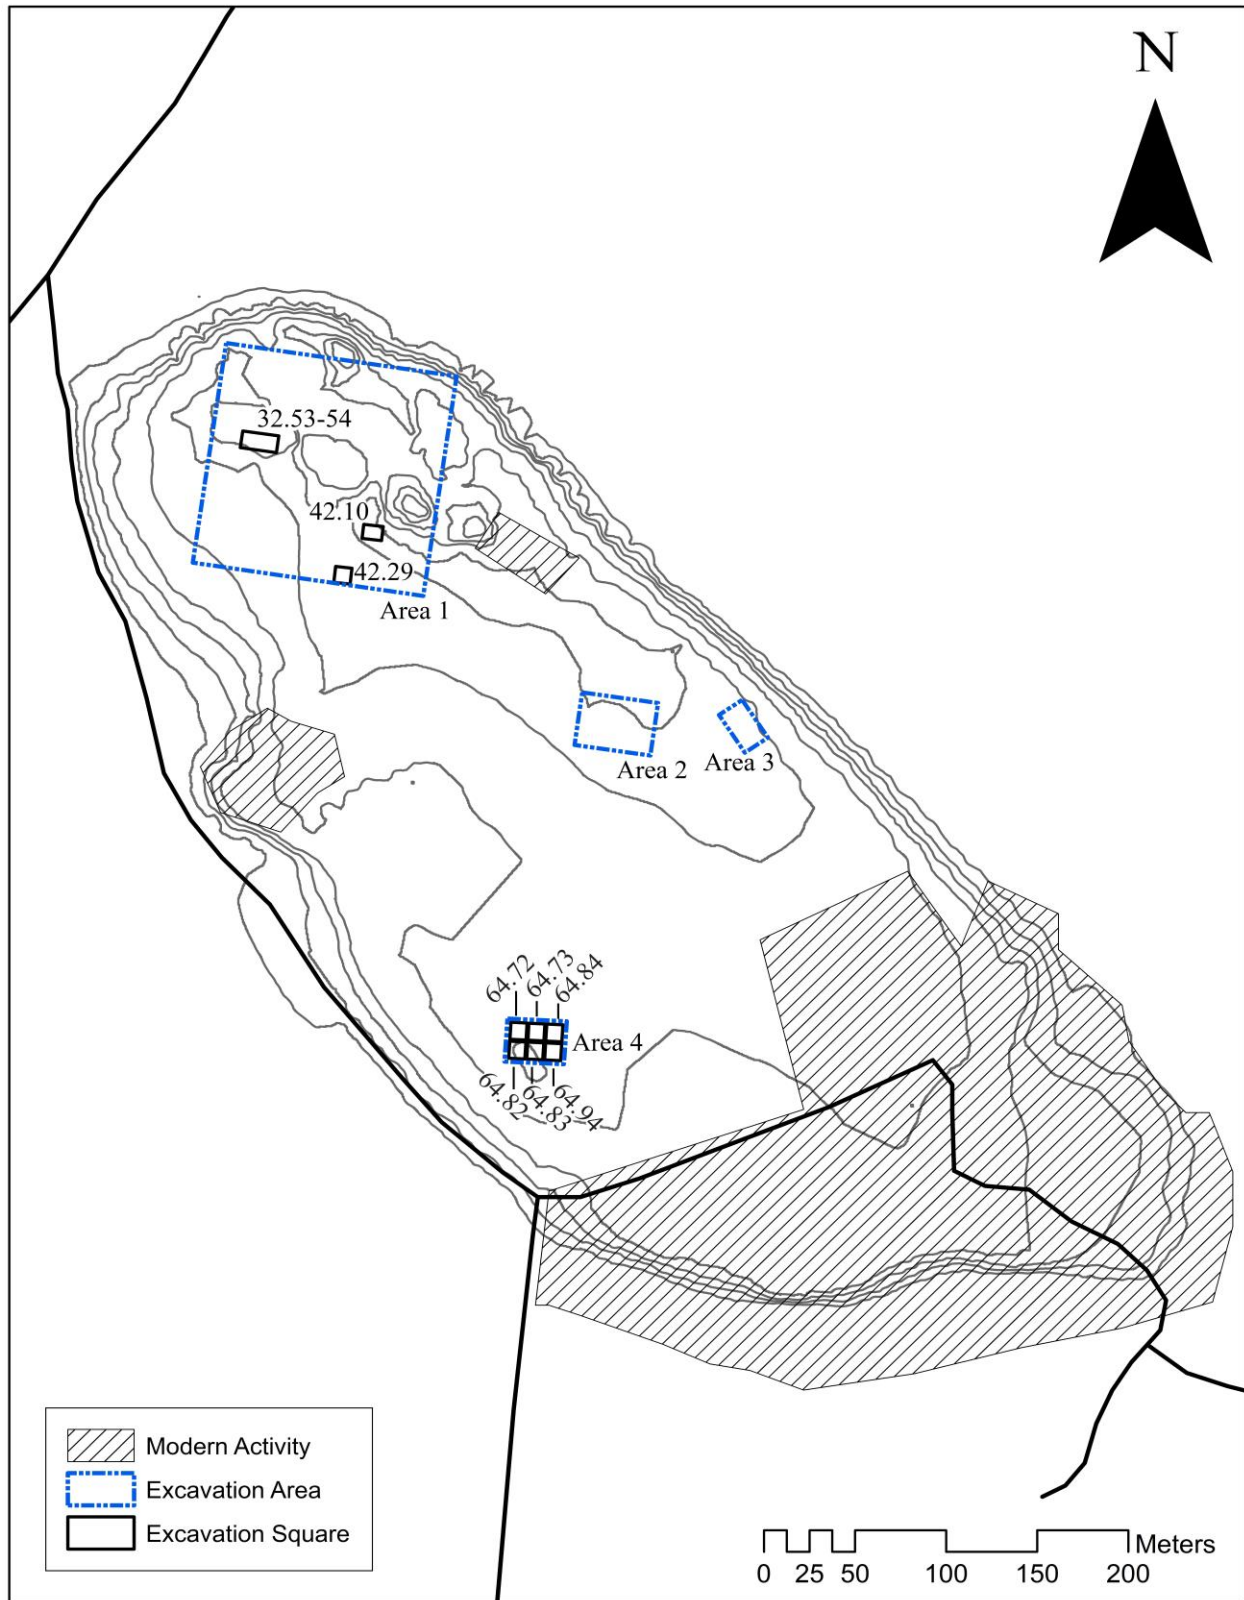 N
32.53-54
42.10
42.29
Area 1
Area 2
Area 3
64.72
64.73
64.84
Area 4
64.82
64.83
64.94
Modern Activity
Excavation Area
Excavation Square
Meters
0 25 50 100 150 200